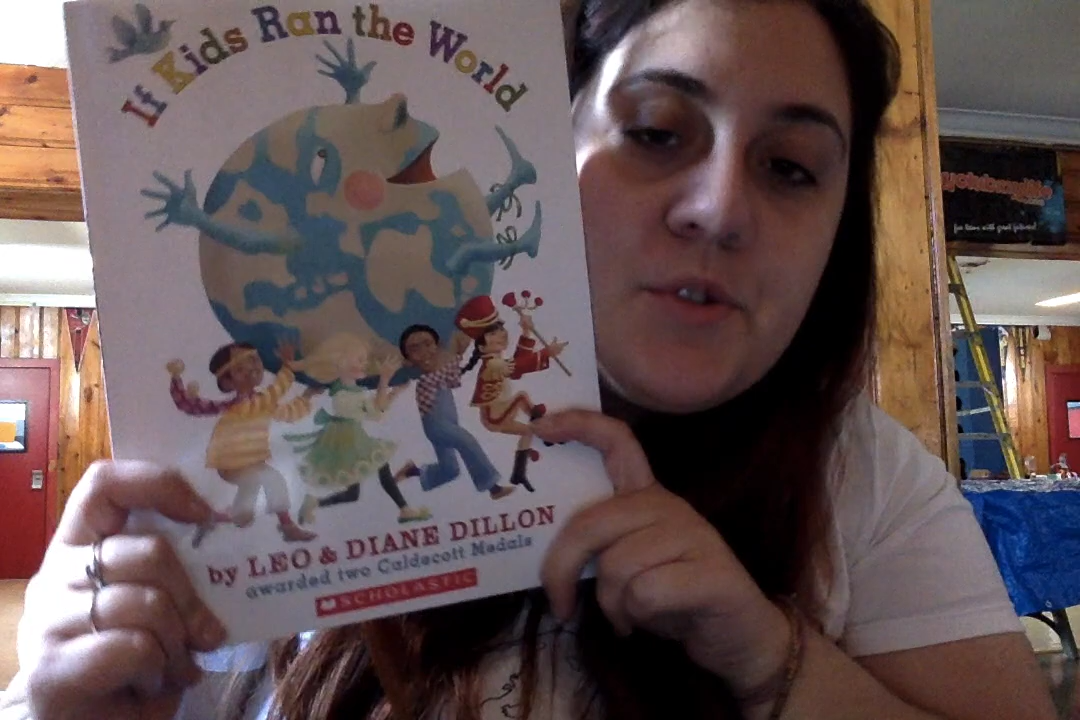 If Kids Ran the World
by LEO & DIANE DILLON
awarded two Caldecott Medals
SCHOLASTIC